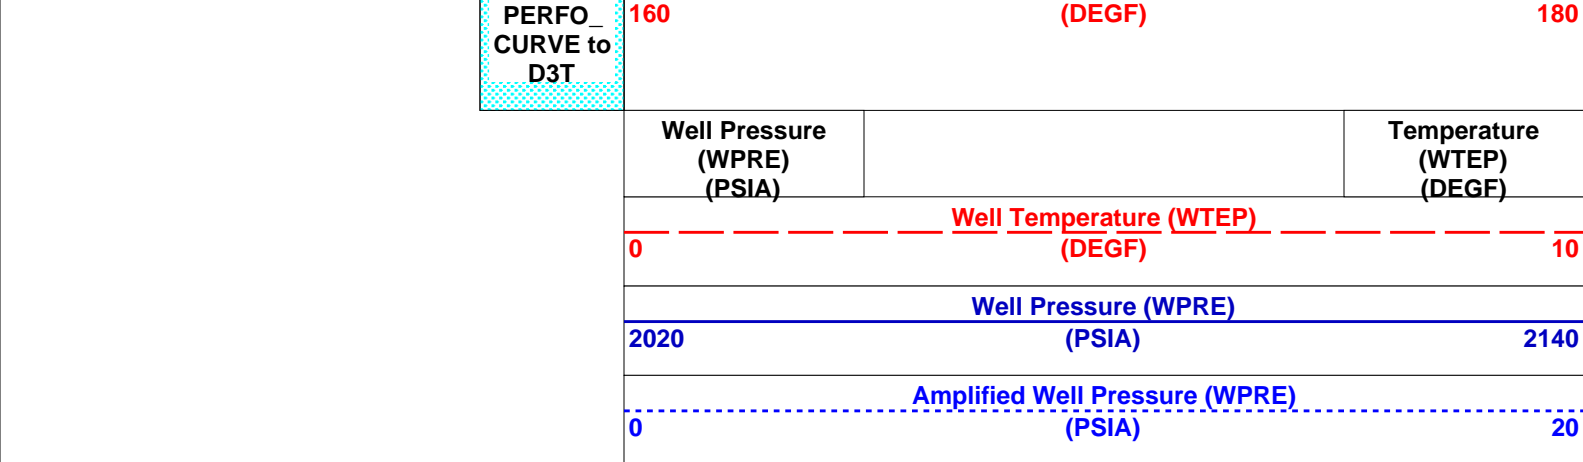 PERFO_
CURVE to
D3T
160 (DEGF) 180
Well Pressure
(WPRE)
(PSIA)
Temperature
(WTEP)
(DEGF)
Well Temperature (WTEP)
0 (DEGF) 10
Well Pressure (WPRE)
2020 (PSIA) 2140
Amplified Well Pressure (WPRE)
0 (PSIA) 20